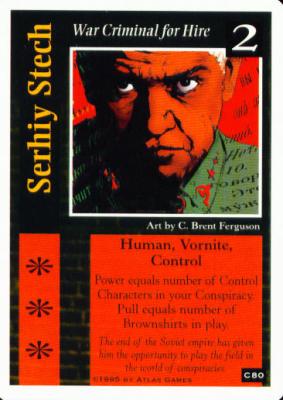 War Criminal for Hire
2
Serhiy Stech
Art by C. Brent Ferguson
Human, Vornite,
Control
Power equals number of Control
Characters in your Conspiracy.
Pull equals number of
Brownshirts in play.
The end of the Soviet empire has given
him the opportunity to play the field in
the world of conspiracies.
©1995 BY ATLAS GAMES
C80